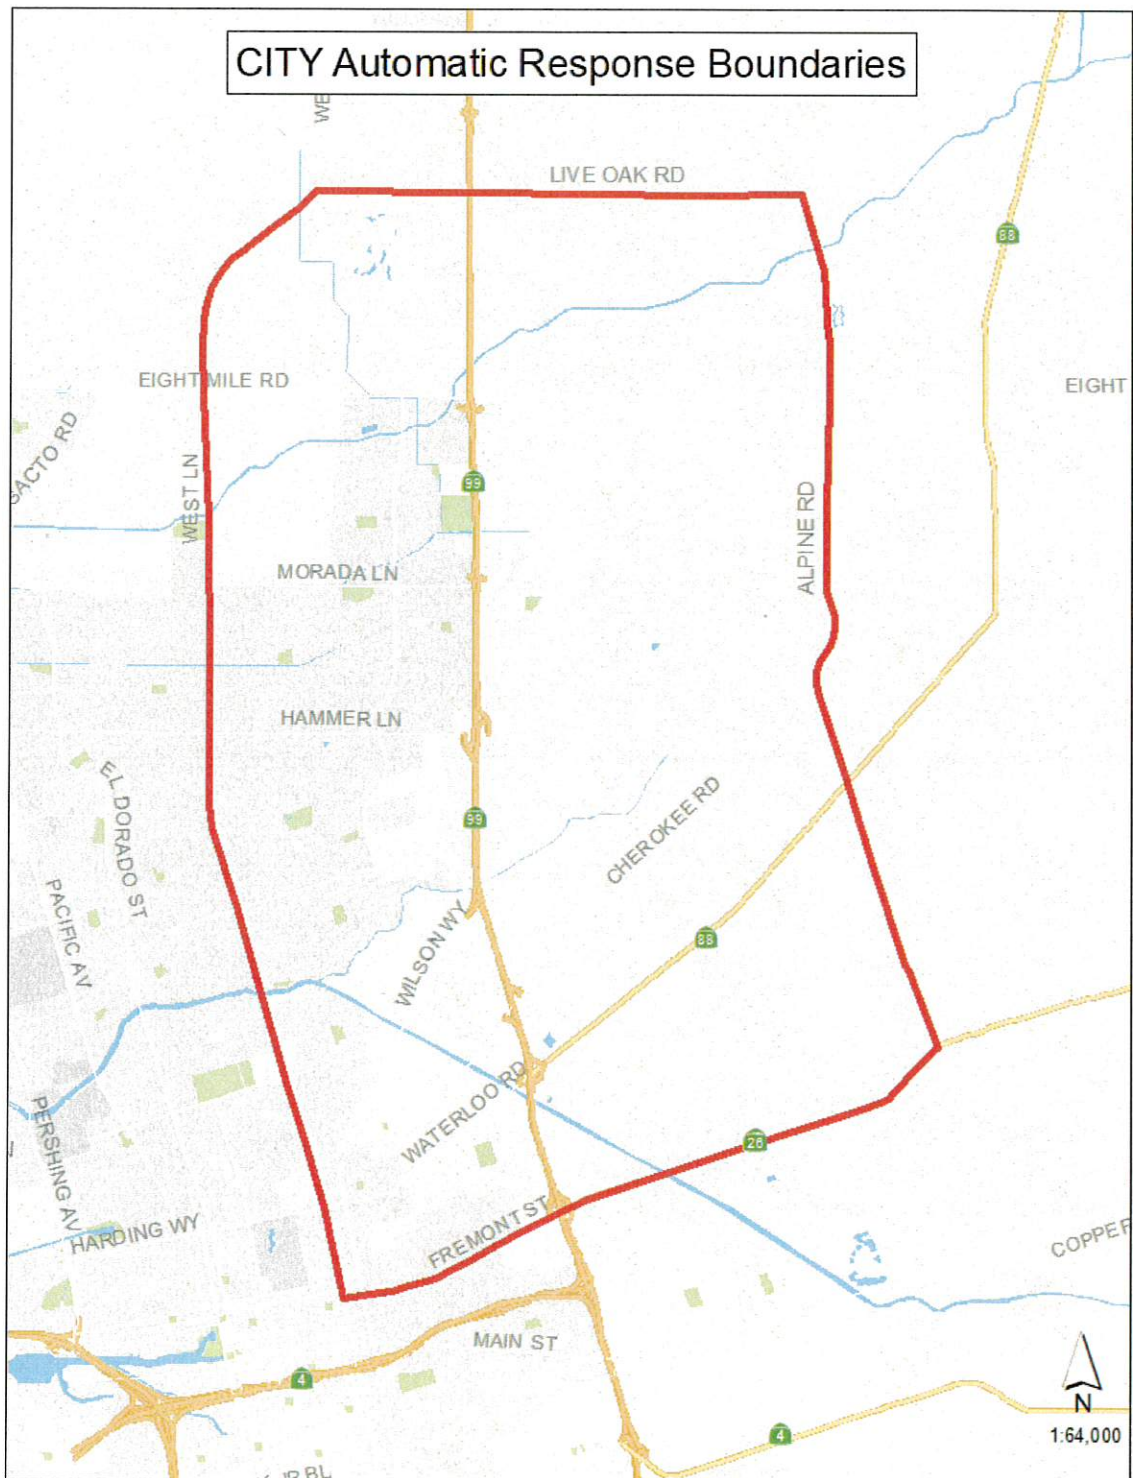 CITY Automatic Response Boundaries
WE
LIVE OAK RD
88
EIGHT MILE RD
EIGHT
SACTO RD
WEST LN
99
ALPINE RD
MORADA LN
HAMMER LN
EL DORADO ST
99
CHEROKEE RD
PACIFIC AV
WILSON WY
88
WATERLOO RD
PERSHING AV
26
HARDING WY
FREMONT ST
COPPER
MAIN ST
4
N
1:64,000
4